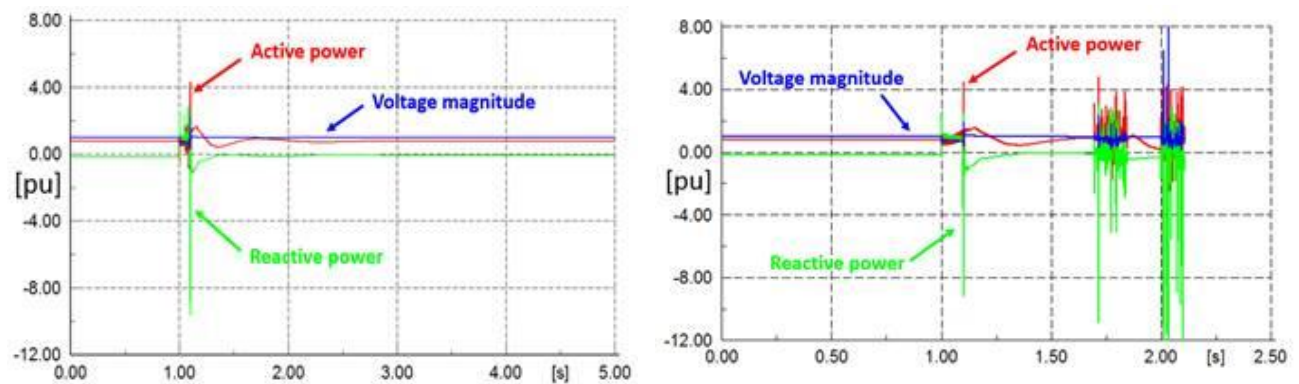 8.00
4.00
0.00
[pu]
-4.00
-8.00
-12.00
0.00 1.00 2.00 3.00 4.00 [s] 5.00
Active power
Voltage magnitude
Reactive power
8.00
4.00
0.00
[pu]
-4.00
-8.00
-12.00
0.00 0.50 1.00 1.50 2.00 [s] 2.50
Active power
Voltage magnitude
Reactive power